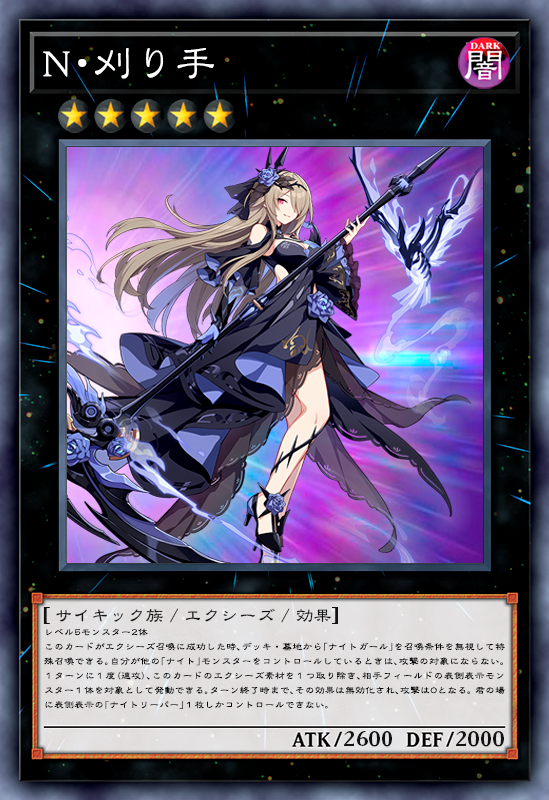 N・刈り手
DARK
闇
[ サイキック族 / エクシーズ / 効果]
レベル5モンスター2体
このカードがエクシーズ召喚に成功した時、デッキ・墓地から「ナイトガール」を召喚条件を無視して特
殊召喚できる。自分が他の「ナイト」モンスターをコントロールしているときは、攻撃の対象にならない。
１ターンに１度（速攻）、このカードのエクシーズ素材を１つ取り除き、相手フィールドの表側表示モン
スター１体を対象として発動できる。ターン終了時まで、その効果は無効化され、攻撃は０となる。 君の場
に表側表示の「ナイトリーパー」１枚しかコントロールできない。
ATK/2600 DEF/2000